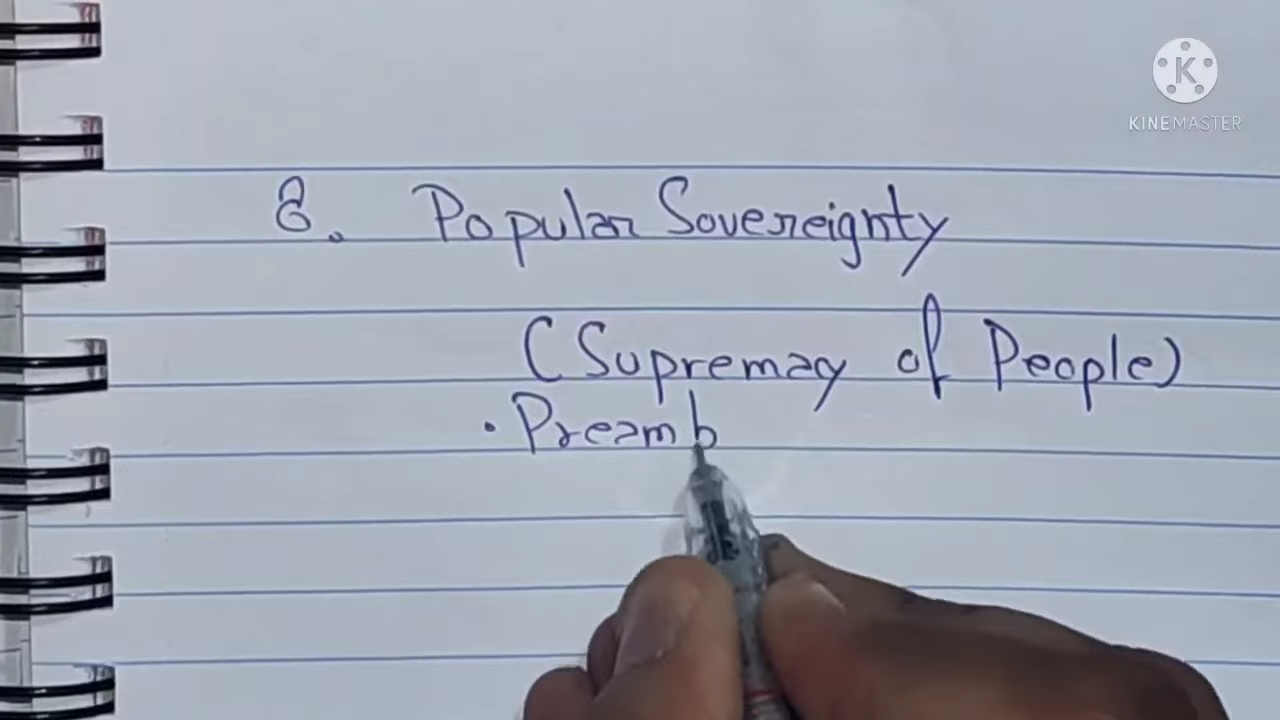 K
KINEMASTER
8. Popular Sovereignty
(Supremacy of People)
• Preamb